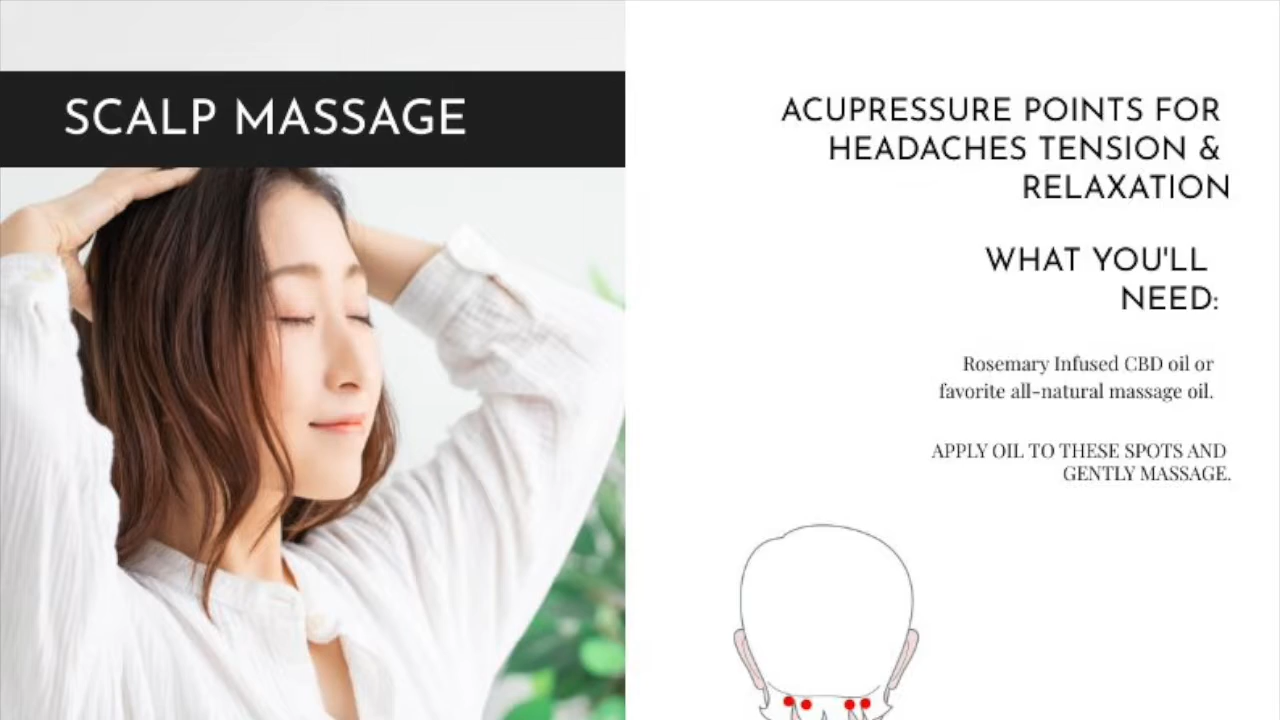 SCALP MASSAGE
ACUPRESSURE POINTS FOR
HEADACHES TENSION &
RELAXATION
WHAT YOU'LL
NEED:
Rosemary Infused CBD oil or
favorite all-natural massage oil.
APPLY OIL TO THESE SPOTS AND
GENTLY MASSAGE.